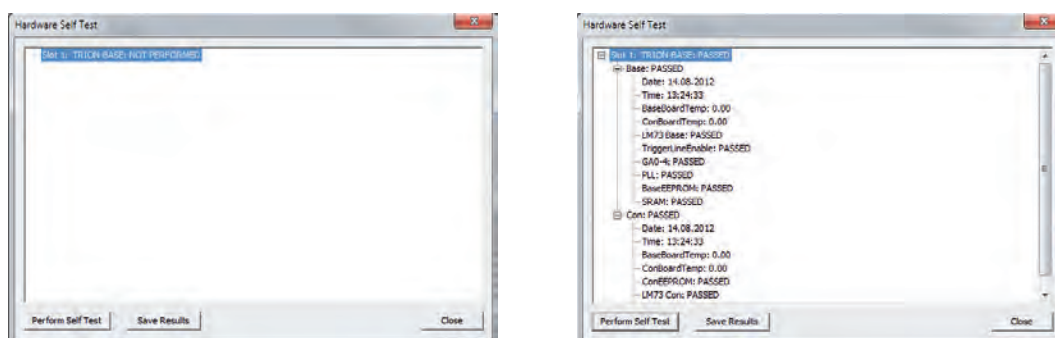 Hardware Self Test
Slot 1: TRION-BASE: NOT PERFORMED
Perform Self Test
Save Results
Close
Hardware Self Test
Slot 1: TRION-BASE: PASSED
Base: PASSED
Date: 14.08.2012
Time: 13:24:33
BaseBoardTemp: 0.00
ConBoardTemp: 0.00
LM73 Base: PASSED
TriggerLineEnable: PASSED
GA0-4: PASSED
PLL: PASSED
BaseEEPROM: PASSED
SRAM: PASSED
Con: PASSED
Date: 14.08.2012
Time: 13:24:33
BaseBoardTemp: 0.00
ConBoardTemp: 0.00
ConEEPROM: PASSED
LM73 Con: PASSED
Perform Self Test
Save Results
Close